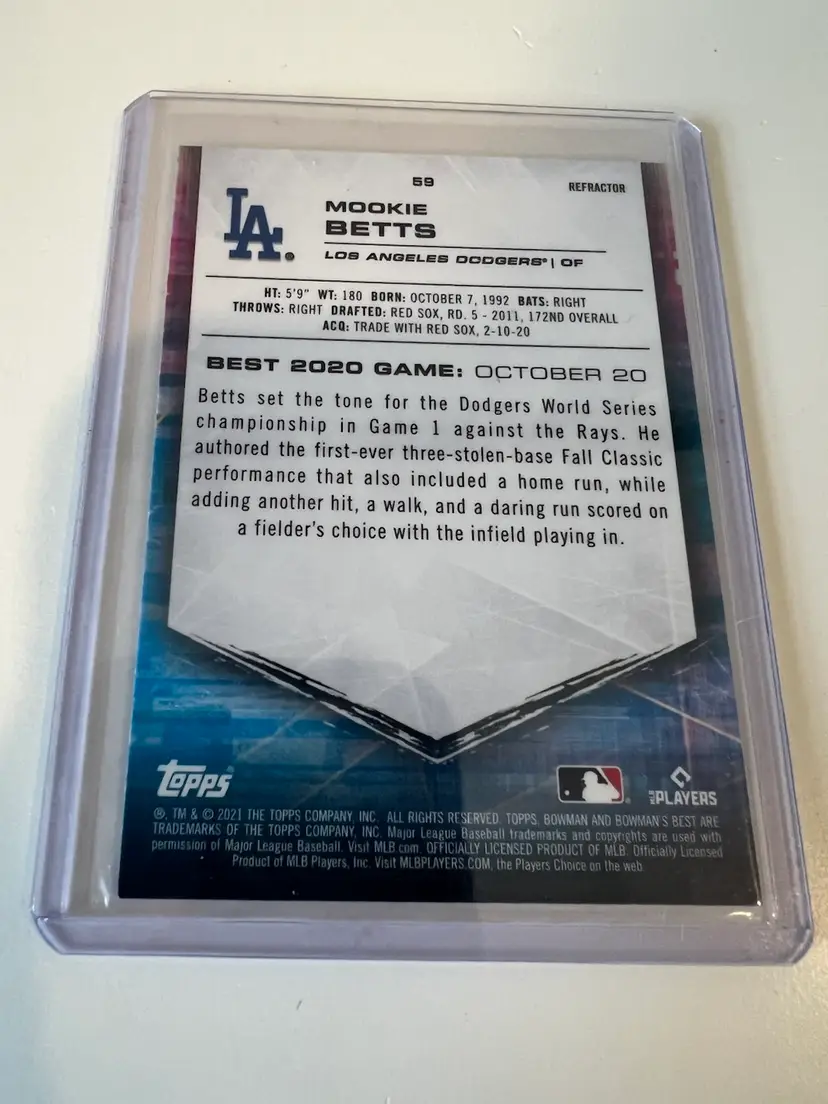 59
REFRACTOR
LA
MOOKIE
BETTS
LOS ANGELES DODGERS® | OF
HT: 5'9" WT: 180 BORN: OCTOBER 7, 1992 BATS: RIGHT
THROWS: RIGHT DRAFTED: RED SOX, RD. 5 - 2011, 172ND OVERALL
ACQ: TRADE WITH RED SOX, 2-10-20
BEST 2020 GAME: OCTOBER 20
Betts set the tone for the Dodgers World Series
championship in Game 1 against the Rays. He
authored the first-ever three-stolen-base Fall Classic
performance that also included a home run, while
adding another hit, a walk, and a daring run scored on
a fielder's choice with the infield playing in.
TOPPS®
MLB PLAYERS
®, TM & © 2021 THE TOPPS COMPANY, INC. ALL RIGHTS RESERVED. TOPPS, BOWMAN AND BOWMAN'S BEST ARE
TRADEMARKS OF THE TOPPS COMPANY, INC. Major League Baseball trademarks and copyrights are used with
permission of Major League Baseball. Visit MLB.com. OFFICIALLY LICENSED PRODUCT OF MLB. Officially Licensed
Product of MLB Players, Inc. Visit MLBPLAYERS.COM, the Players Choice on the web.